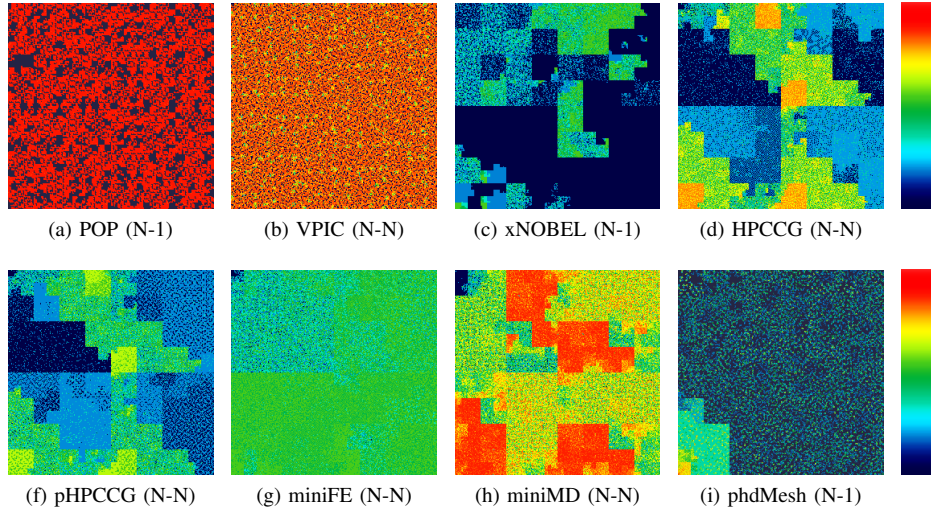 (a) POP (N-1)
(b) VPIC (N-N)
(c) xNOBEL (N-1)
(d) HPCCG (N-N)
(f) pHPCCG (N-N)
(g) miniFE (N-N)
(h) miniMD (N-N)
(i) phdMesh (N-1)